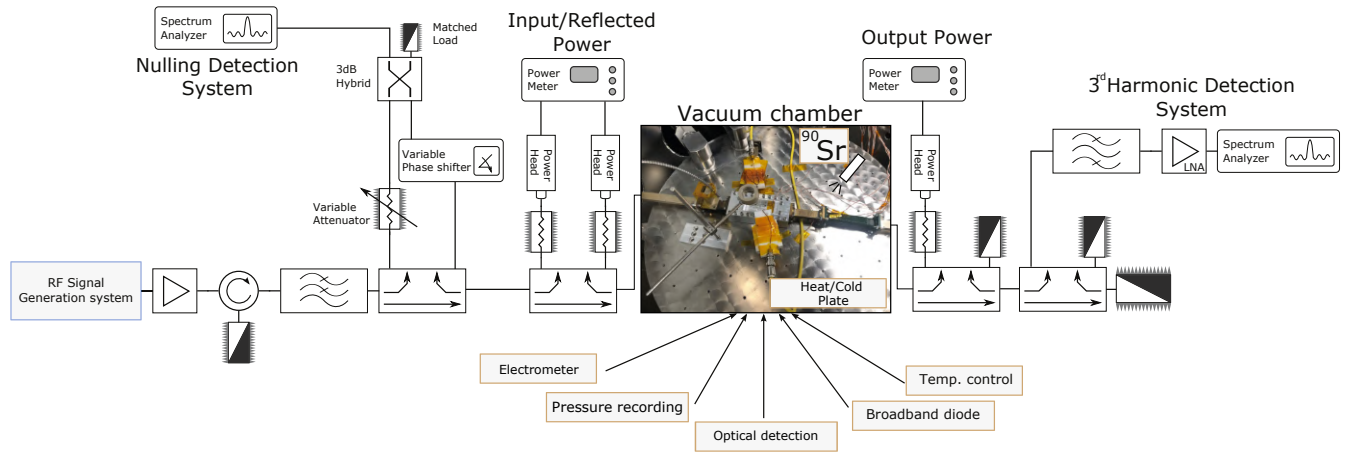 Spectrum
Analyzer
Nulling Detection
System
Matched
Load
3dB
Hybrid
Variable
Phase shifter
Variable
Attenuator
RF Signal
Generation system
Input/Reflected
Power
Power
Meter
Power
Head
Power
Head
Vacuum chamber
90
Sr
Heat/Cold
Plate
Output Power
Power
Meter
Power
Head
3rd Harmonic Detection
System
LNA
Spectrum
Analyzer
Electrometer
Pressure recording
Optical detection
Broadband diode
Temp. control